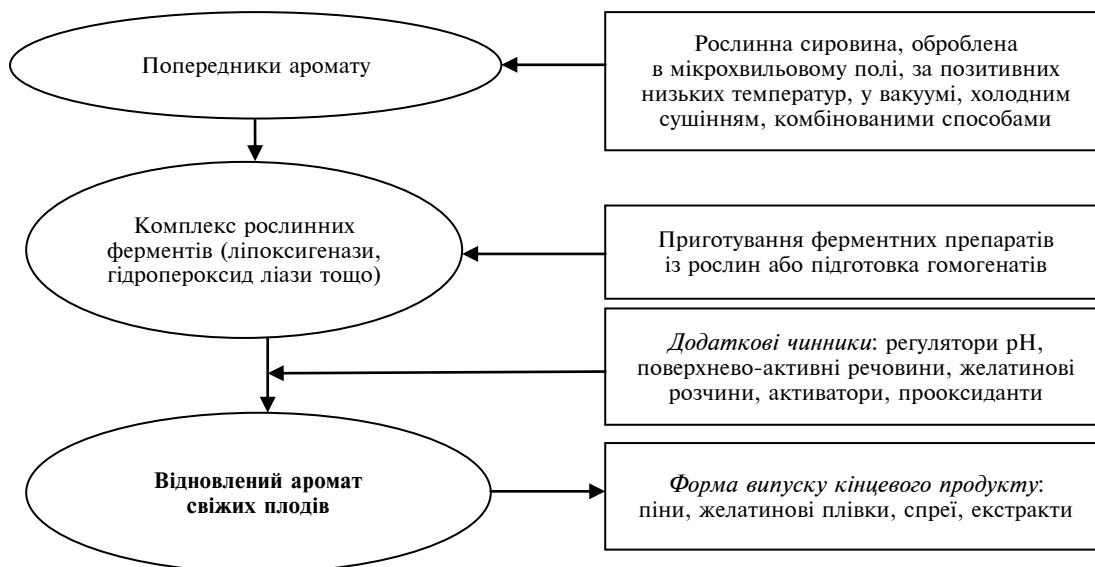 Попередники аромату
Рослинна сировина, оброблена
в мікрохвильовому полі, за позитивних
низьких температур, у вакуумі, холодним
сушінням, комбінованими способами
Комплекс рослинних
ферментів (ліпоксигенази,
гідропероксид ліази тощо)
Приготування ферментних препаратів
із рослин або підготовка гомогенатів
Додаткові чинники: регулятори pH,
поверхнево-активні речовини, желатинові
розчини, активатори, прооксиданти
Відновлений аромат
свіжих плодів
Форма випуску кінцевого продукту:
піни, желатинові плівки, спреї, екстракти